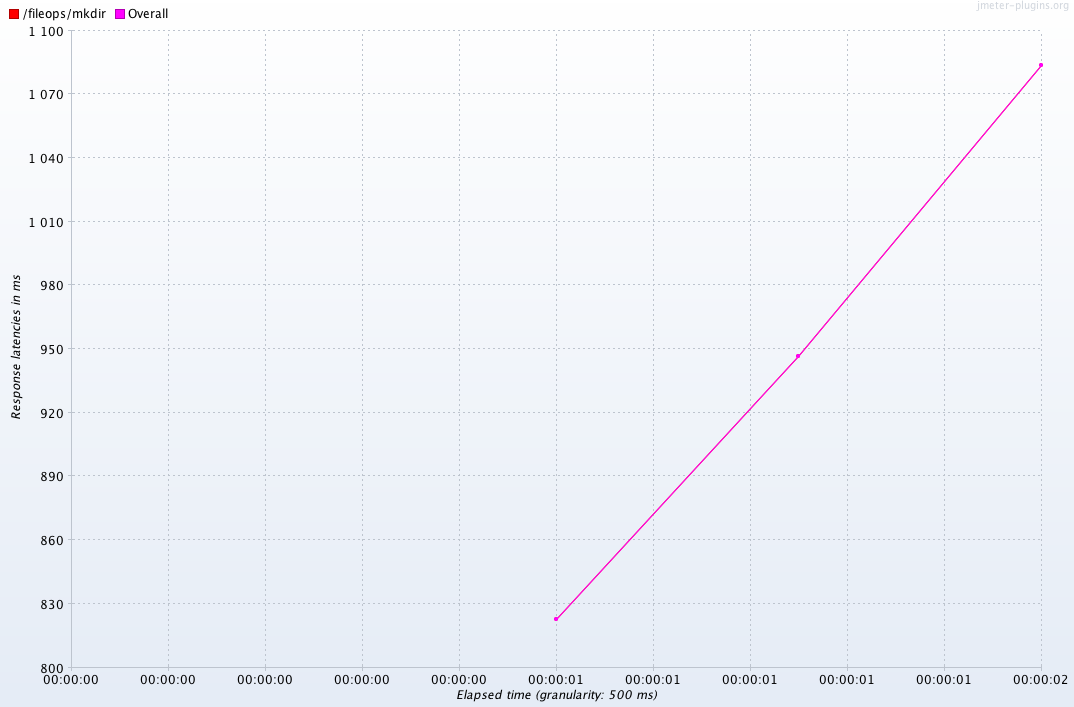 jmeter-plugins.org
/fileops/mkdir Overall
1 100
1 070
1 040
1 010
980
950
920
890
860
830
800
Response latencies in ms
00:00:00 00:00:00 00:00:00 00:00:00 00:00:00 00:00:01 00:00:01 00:00:01 00:00:01 00:00:01 00:00:02
Elapsed time (granularity: 500 ms)